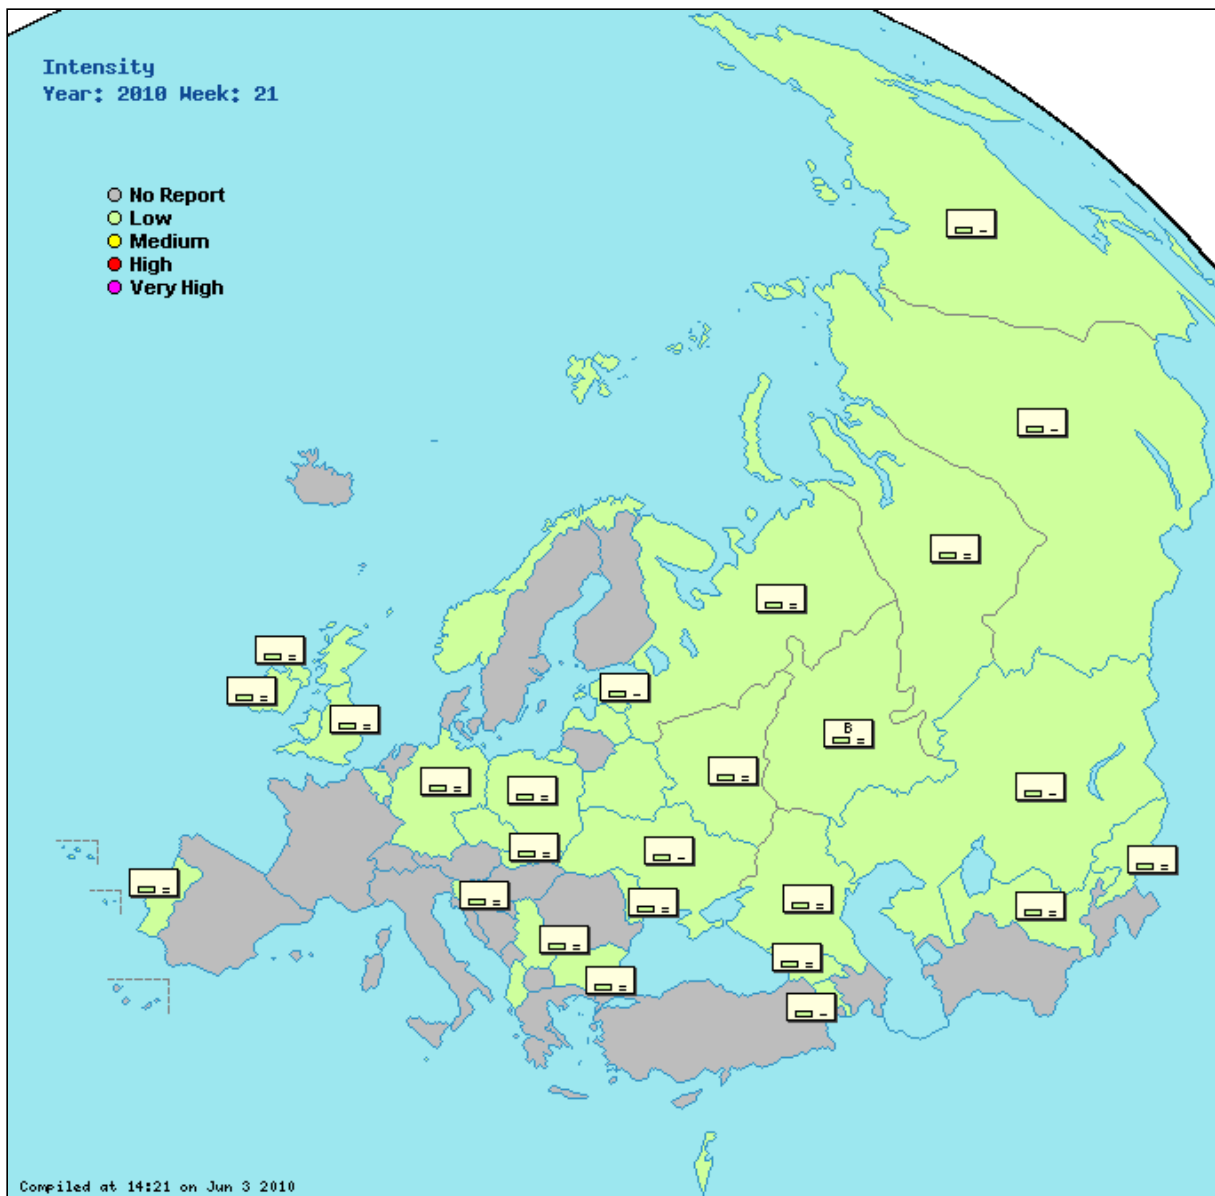 Intensity
Year: 2010 Week: 21
No Report
Low
Medium
High
Very High
B
Compiled at 14:21 on Jun 3 2010